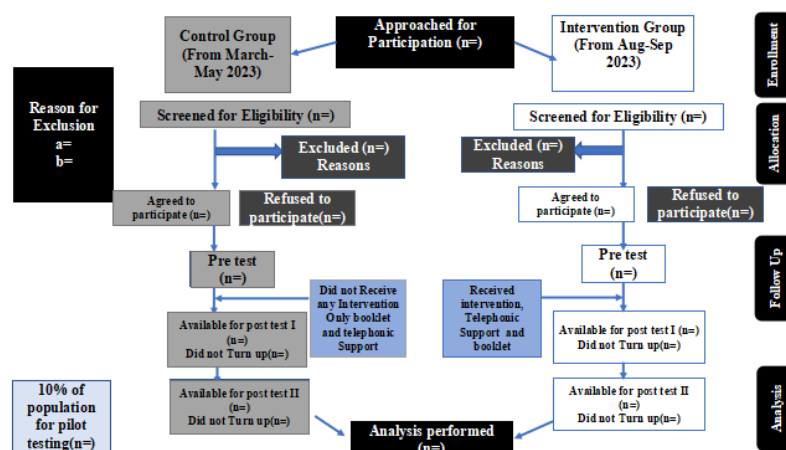 Approached for
Participation (n=)
Control Group
(From March-
May 2023)
Intervention Group
(From Aug-Sep
2023)
Enrollment
Reason for
Exclusion
a=
b=
Screened for Eligibility (n=)
Screened for Eligibility (n=)
Allocation
Excluded (n=)
Reasons
Excluded (n=)
Reasons
Agreed to
participate (n=)
Refused to
participate(n=)
Agreed to
participate (n=)
Refused to
participate(n=)
Pre test
(n=)
Pre test
(n=)
Follow Up
Did not Receive
any Intervention
Only booklet
and telephonic
Support
Received
intervention,
Telephonic
Support and
booklet
Available for post test I
(n=)
Did not Turn up(n=)
Available for post test I (n=)
Did not Turn up(n=)
Analysis
10% of
population
for pilot
testing(n=)
Available for post test II
(n=)
Did not Turn up(n=)
Available for post test II
(n=)
Did not Turn up(n=)
Analysis performed
(n=)